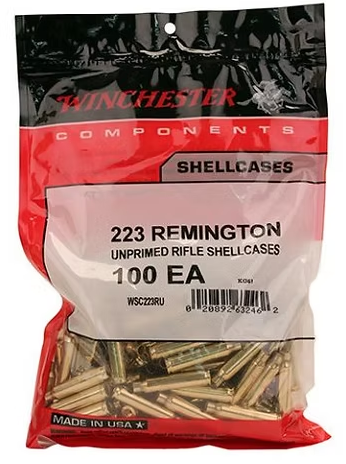 WINCHESTER
COMPONENTS
SHELLCASES
223 REMINGTON
UNPRIMED RIFLE SHELLCASES
100 EA
WSC223RU
0 20892 63246 2
MADE IN USA